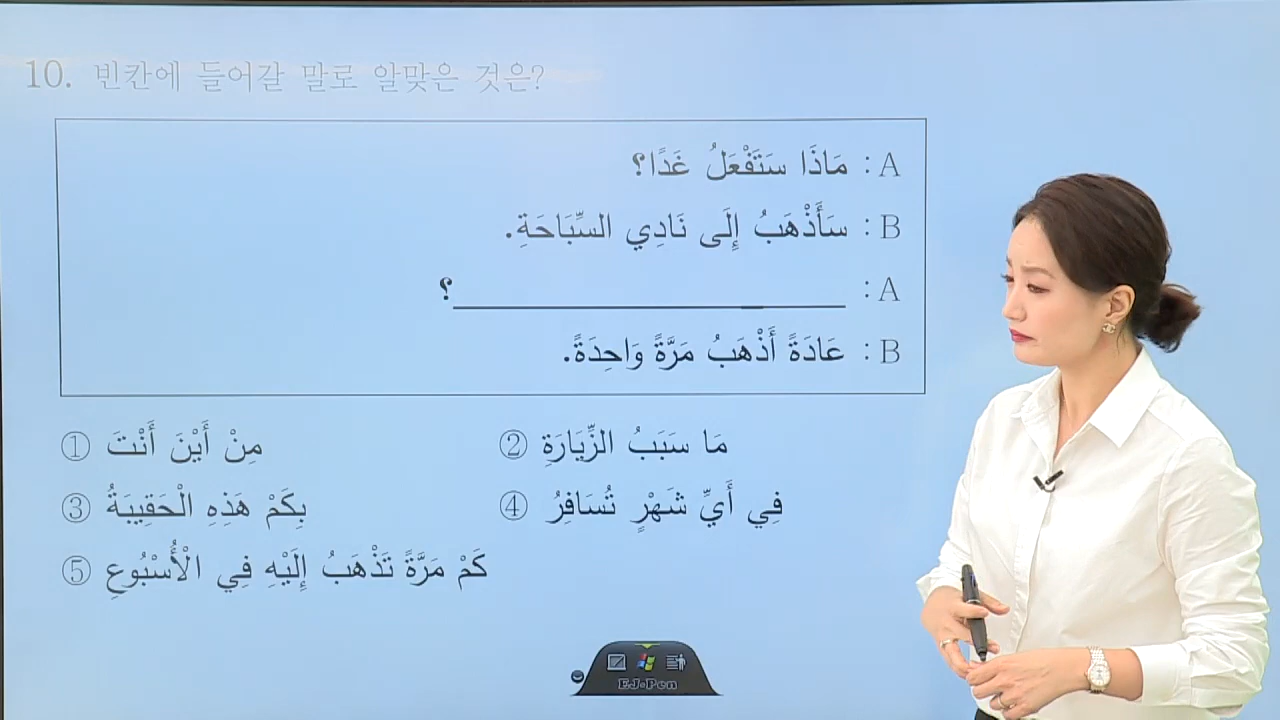 10. 빈칸에 들어갈 말로 알맞은 것은?
A : مَاذَا سَتَفْعَلُ غَدًا؟
B : سَأَذْهَبُ إِلَى نَادِي السِّبَاحَةِ.
A : ____________________؟
B : عَادَةً أَذْهَبُ مَرَّةً وَاحِدَةً.
① مِنْ أَيْنَ أَنْتَ
② مَا سَبَبُ الزِّيَارَةِ
③ بِكَمْ هَذِهِ الْحَقِيبَةُ
④ فِي أَيِّ شَهْرٍ تُسَافِرُ
⑤ كَمْ مَرَّةً تَذْهَبُ إِلَيْهِ فِي الْأُسْبُوعِ
EJ-Pen